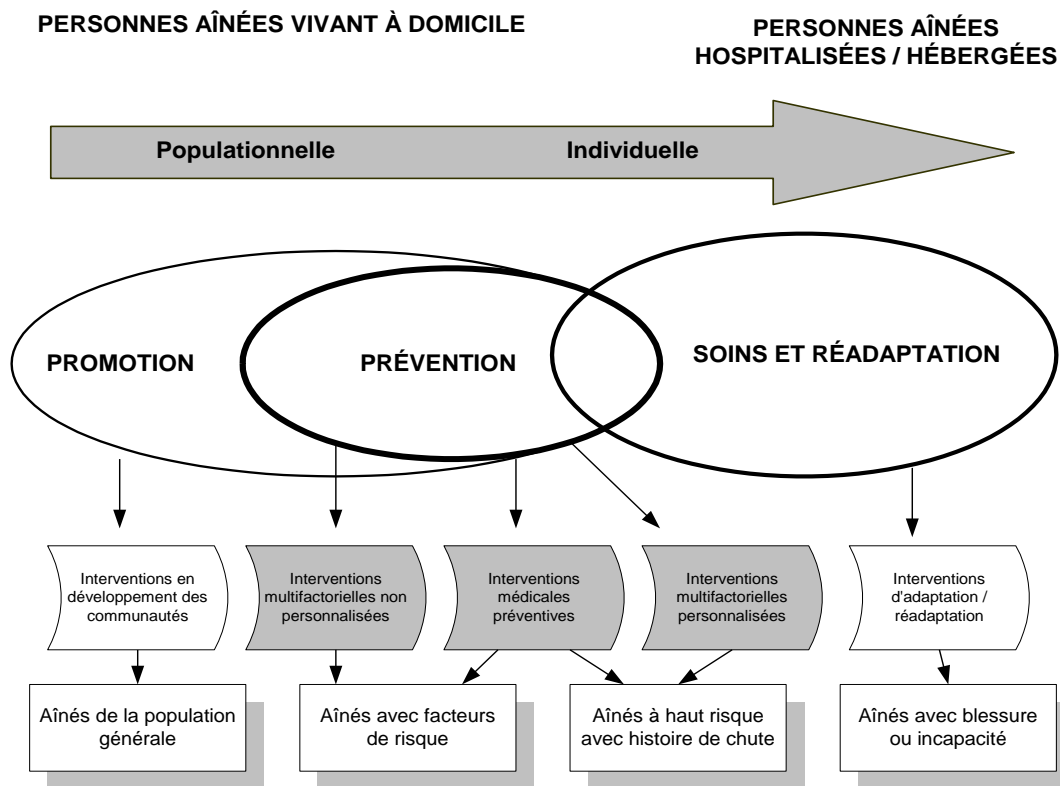 PERSONNES AÎNÉES VIVANT À DOMICILE
PERSONNES AÎNÉES
HOSPITALISÉES / HÉBERGÉES
Populationnelle
Individuelle
PROMOTION
PRÉVENTION
SOINS ET RÉADAPTATION
Interventions en
développement des
communautés
Interventions
multifactorielles non
personnalisées
Interventions
médicales
préventives
Interventions
multifactorielles
personnalisées
Interventions
d'adaptation /
réadaptation
Aînés de la population
générale
Aînés avec facteurs
de risque
Aînés à haut risque
avec histoire de chute
Aînés avec blessure
ou incapacité